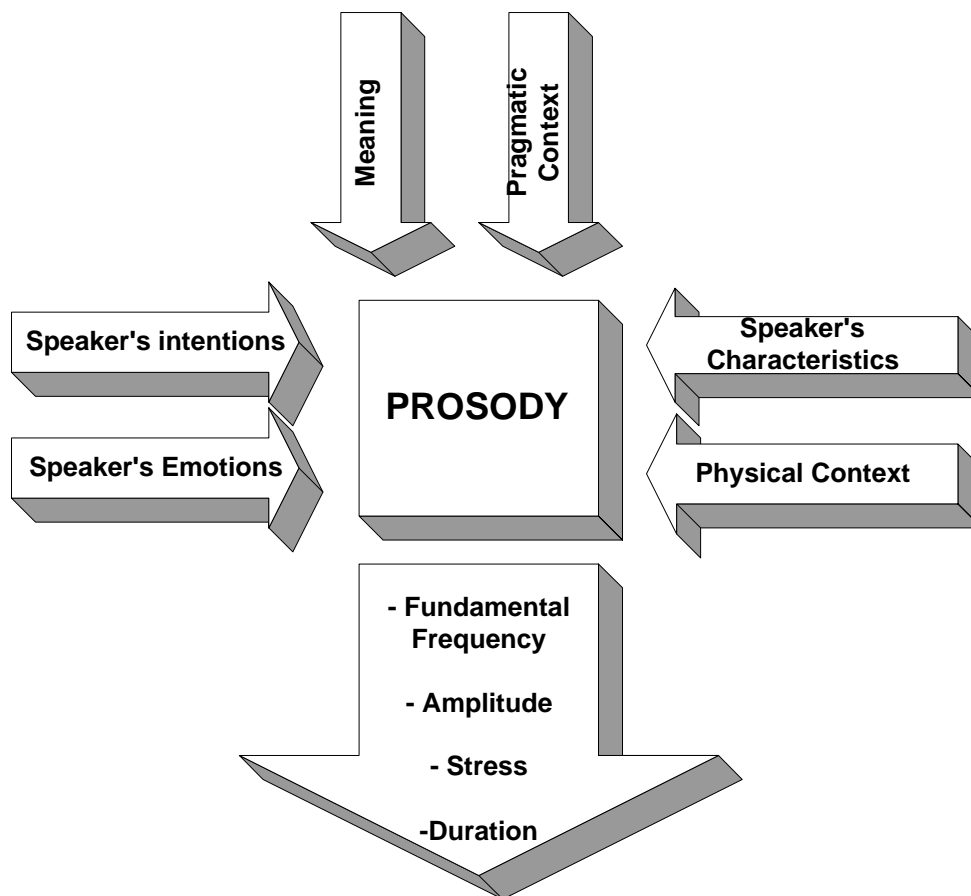 Meaning
Pragmatic
Context
Speaker's intentions
Speaker's
Characteristics
PROSODY
Speaker's Emotions
Physical Context
- Fundamental
Frequency
- Amplitude
- Stress
-Duration